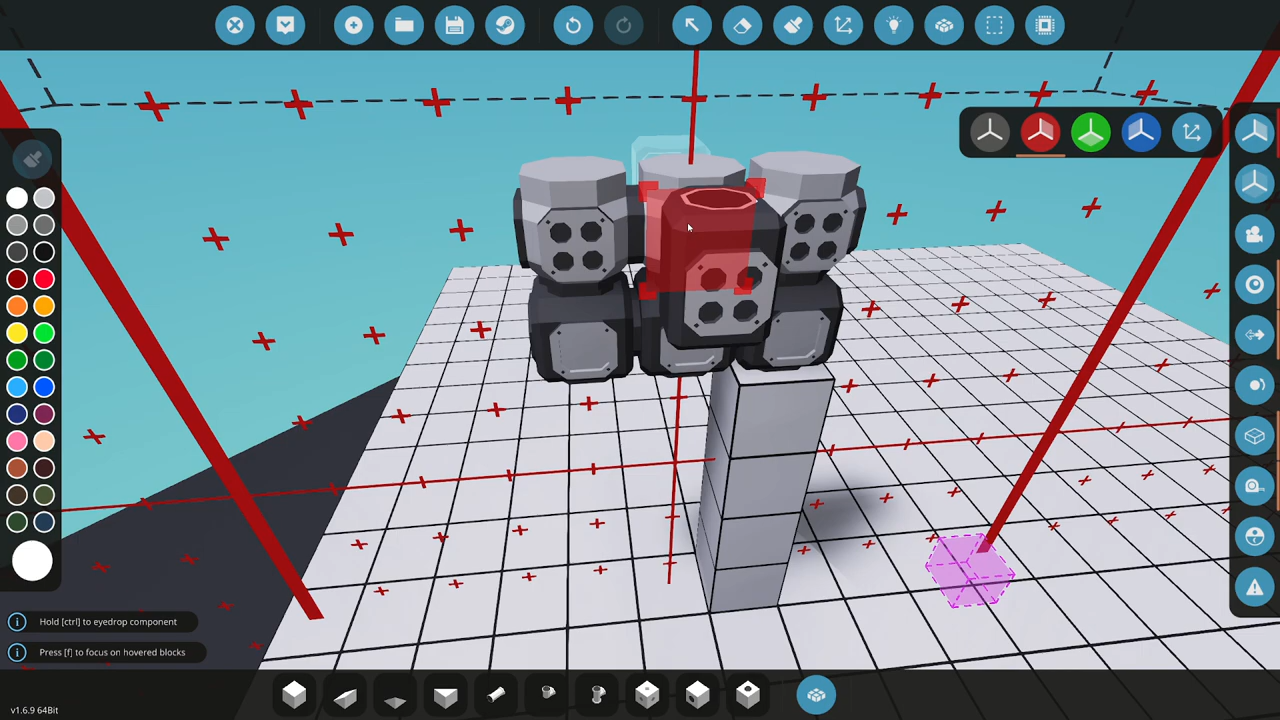 Hold [ctrl] to eyedrop component
Press [f] to focus on hovered blocks
v1.6.9 64Bit